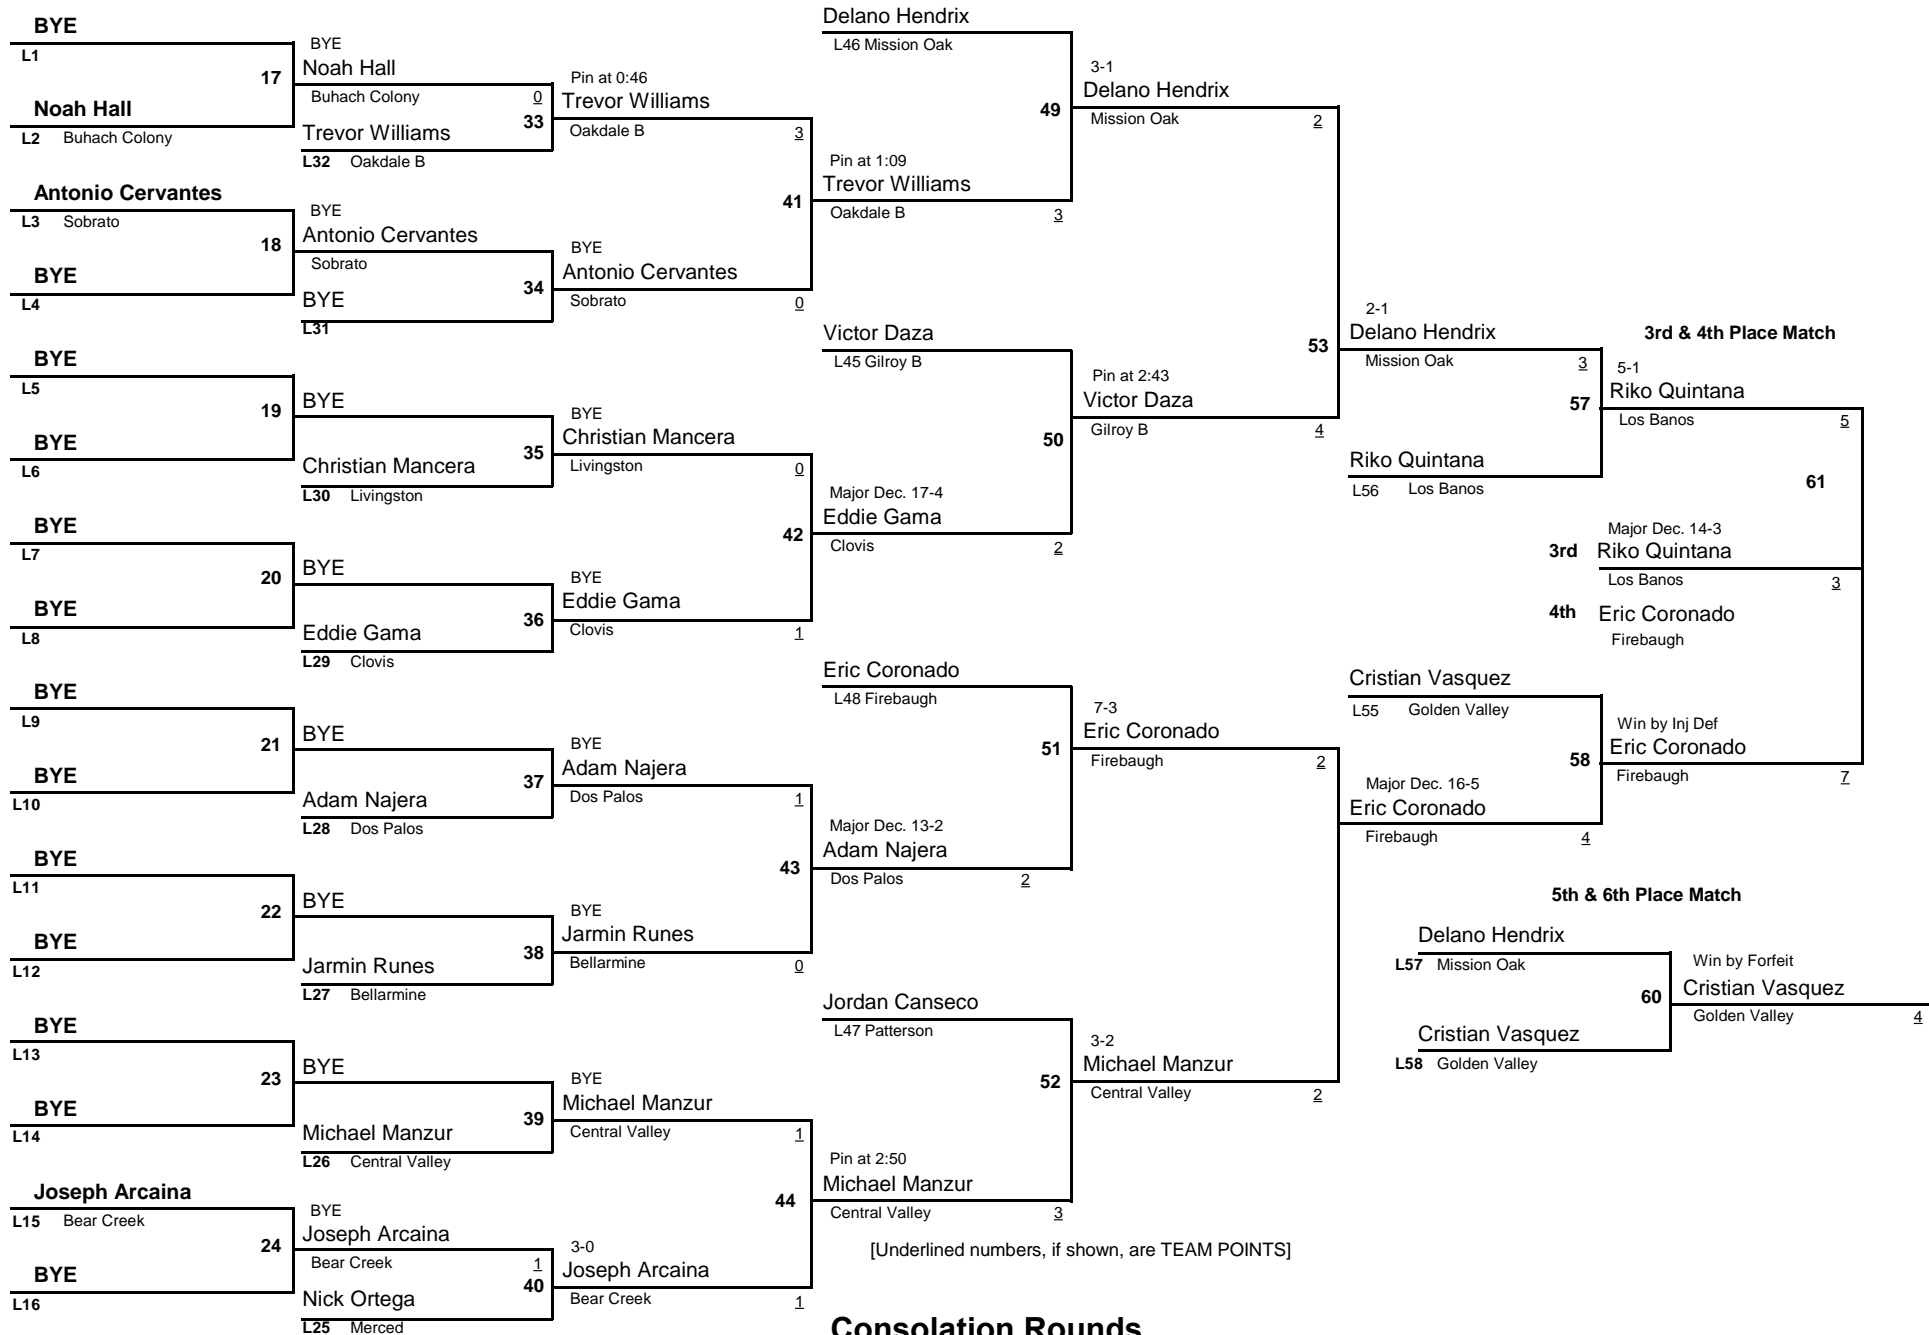 BYE
L1
17
Noah Hall
L2 Buhach Colony
Antonio Cervantes
L3 Sobrato
18
BYE
L4
BYE
L5
19
BYE
L6
BYE
L7
20
BYE
L8
BYE
L9
21
BYE
L10
BYE
L11
22
BYE
L12
BYE
L13
23
BYE
L14
Joseph Arcaina
L15 Bear Creek
24
BYE
L16
BYE
Noah Hall
Buhach Colony 0
33
Trevor Williams
L32 Oakdale B
BYE
Antonio Cervantes
Sobrato
34
BYE
L31
BYE
35
Christian Mancera
L30 Livingston
BYE
36
Eddie Gama
L29 Clovis
BYE
37
Adam Najera
L28 Dos Palos
BYE
38
Jarmin Runes
L27 Bellarmine
BYE
39
Michael Manzur
L26 Central Valley
BYE
Joseph Arcaina
Bear Creek 1
40
Nick Ortega
L25 Merced
Pin at 0:46
Trevor Williams
Oakdale B 3
41
BYE
Antonio Cervantes
Sobrato 0
BYE
Christian Mancera
Livingston 0
42
BYE
Eddie Gama
Clovis 1
BYE
Adam Najera
Dos Palos 1
43
BYE
Jarmin Runes
Bellarmine 0
BYE
Michael Manzur
Central Valley 1
44
3-0
Joseph Arcaina
Bear Creek 1
Delano Hendrix
L46 Mission Oak
49
Pin at 1:09
Trevor Williams
Oakdale B 3
Victor Daza
L45 Gilroy B
50
Major Dec. 17-4
Eddie Gama
Clovis 2
Eric Coronado
L48 Firebaugh
51
Major Dec. 13-2
Adam Najera
Dos Palos 2
Jordan Canseco
L47 Patterson
52
Pin at 2:50
Michael Manzur
Central Valley 3
3-1
Delano Hendrix
Mission Oak 2
53
Pin at 2:43
Victor Daza
Gilroy B 4
7-3
Eric Coronado
Firebaugh 2
3-2
Michael Manzur
Central Valley 2
2-1
Delano Hendrix
Mission Oak 3
57
Riko Quintana
L56 Los Banos
Cristian Vasquez
L55 Golden Valley
58
Major Dec. 16-5
Eric Coronado
Firebaugh 4
3rd & 4th Place Match
5-1
Riko Quintana
Los Banos 5
61
Major Dec. 14-3
3rd Riko Quintana
Los Banos 3
4th Eric Coronado
Firebaugh
Win by Inj Def
Eric Coronado
Firebaugh 7
5th & 6th Place Match
Delano Hendrix
L57 Mission Oak
60
Cristian Vasquez
L58 Golden Valley
Win by Forfeit
Cristian Vasquez
Golden Valley 4
[Underlined numbers, if shown, are TEAM POINTS]
Consolation Rounds